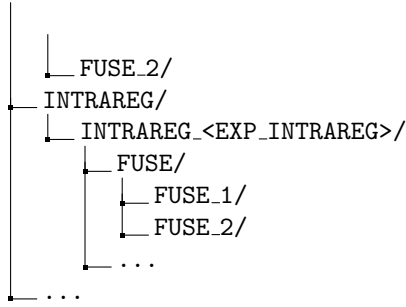 FUSE_2/
INTRAREG/
INTRAREG_<EXP_INTRAREG>/
FUSE/
FUSE_1/
FUSE_2/
...
...